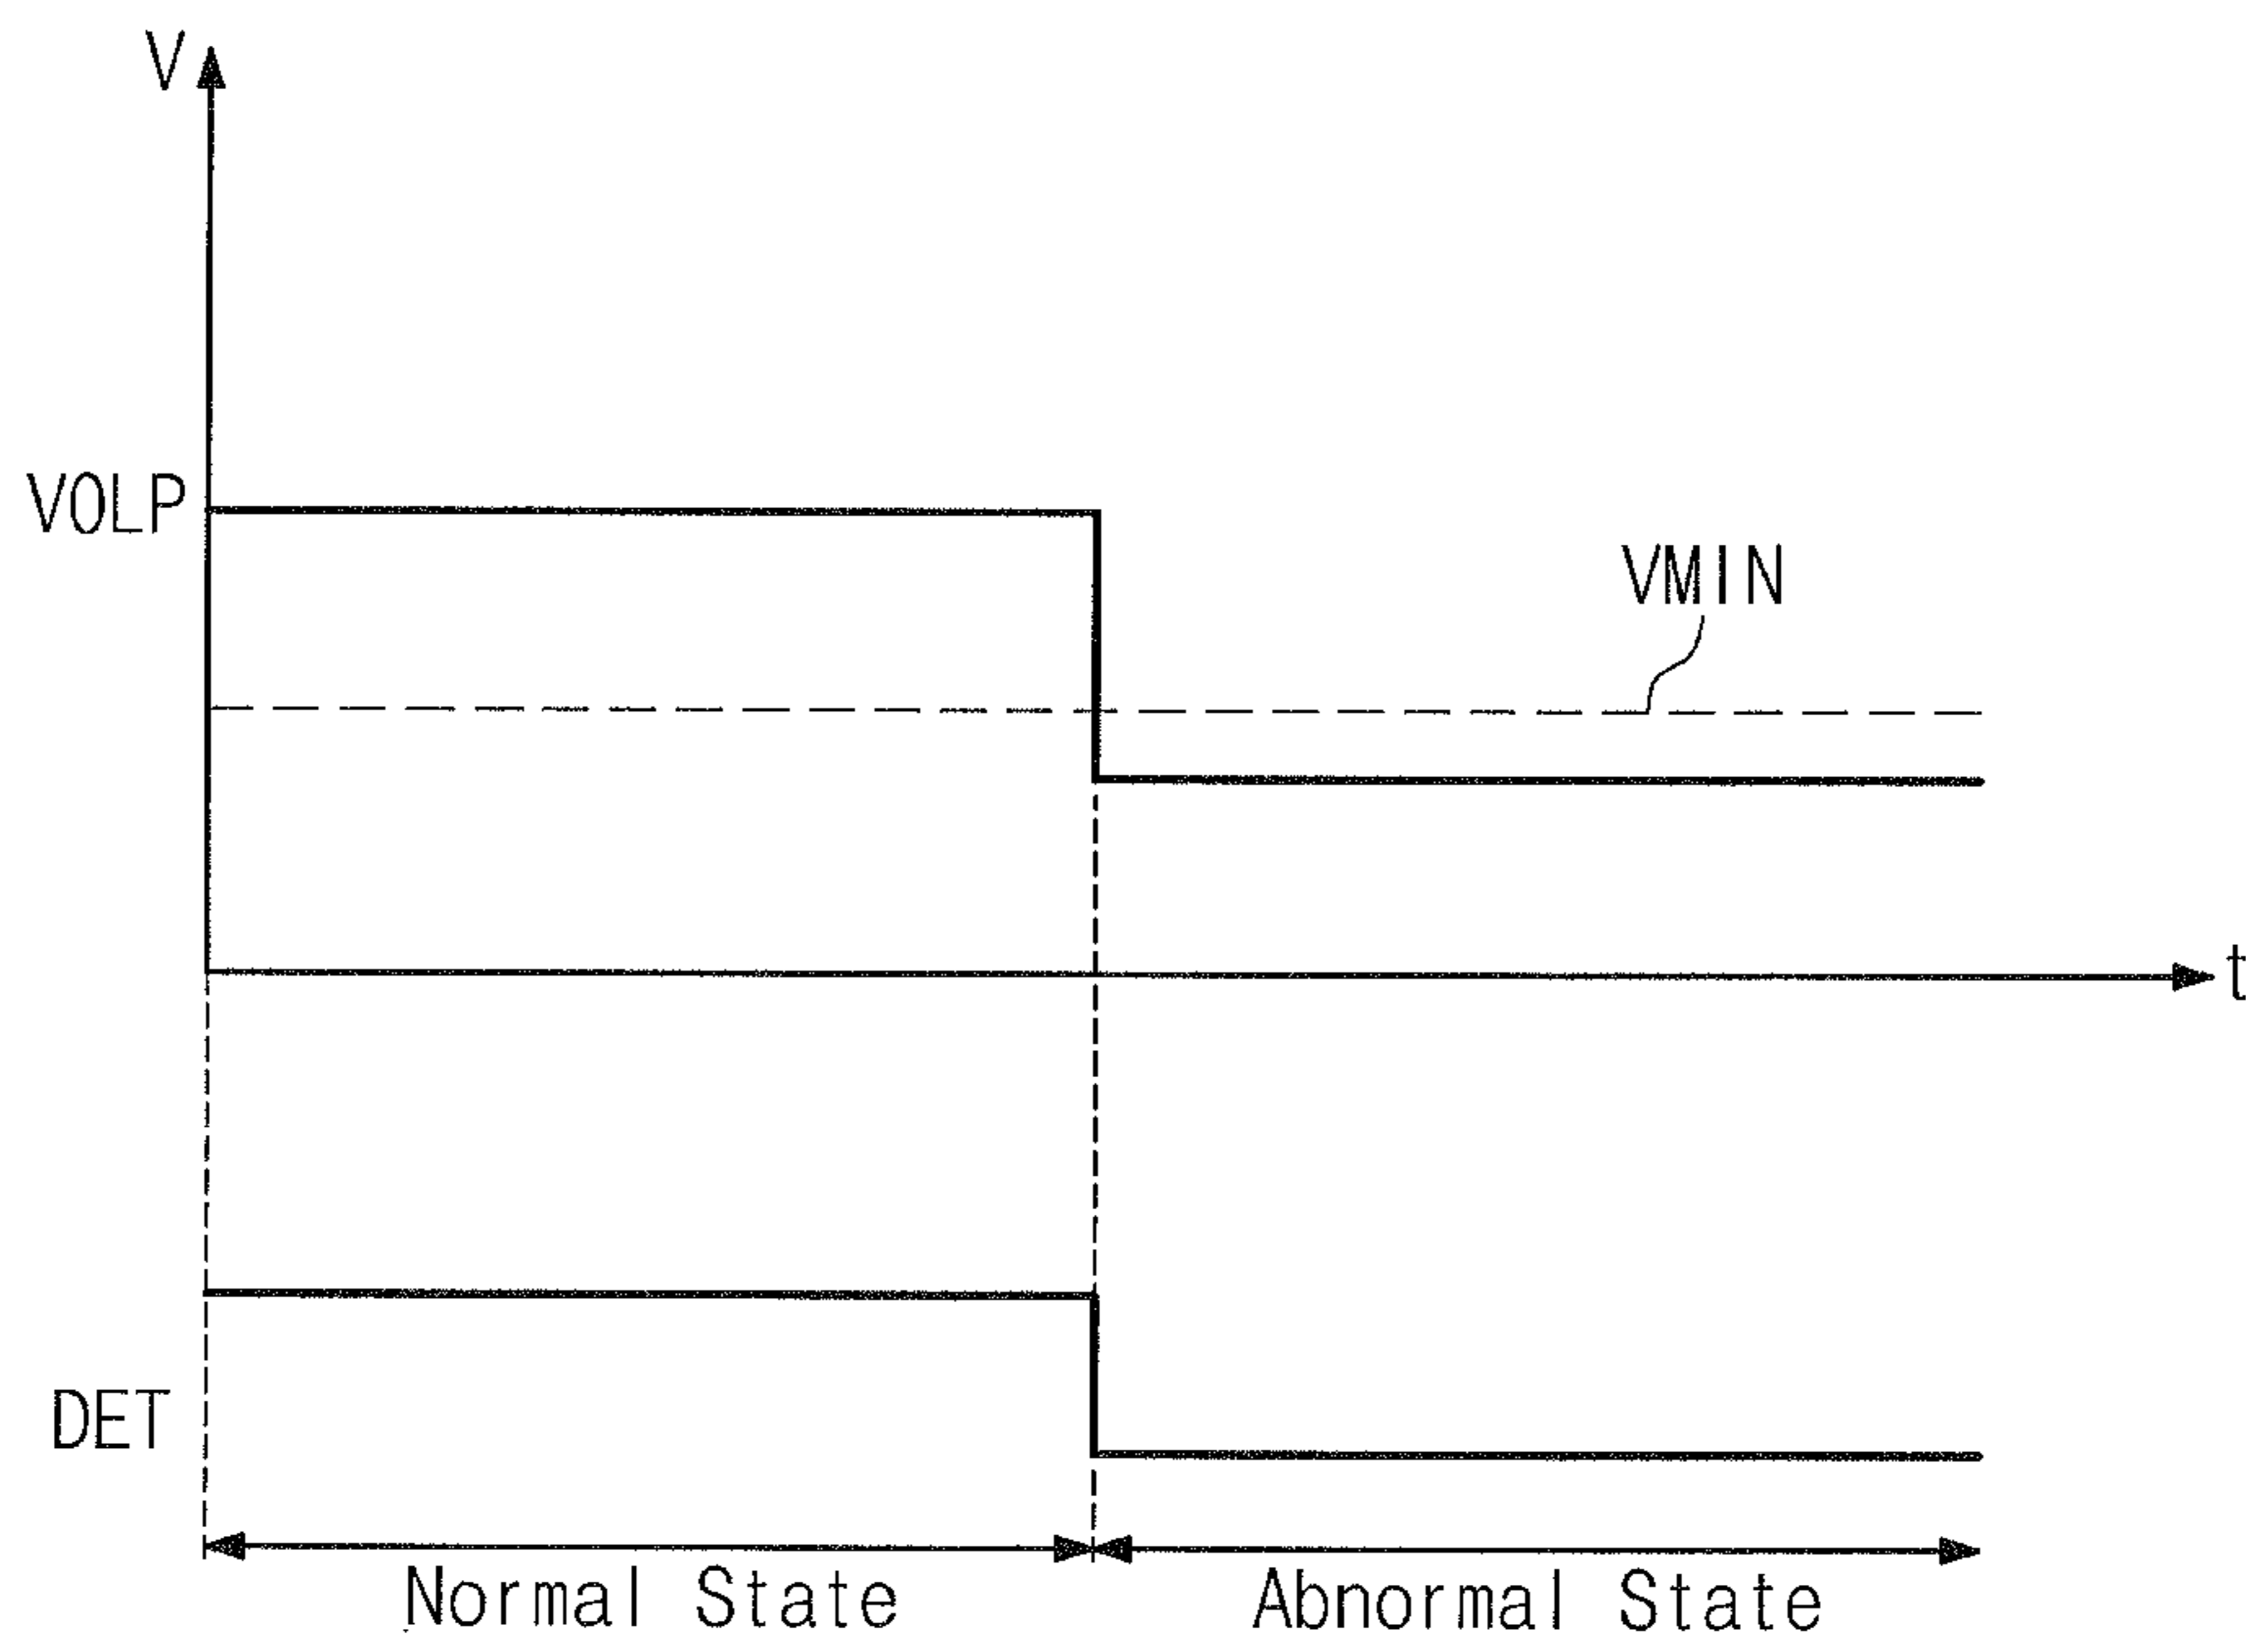 V
VOLP
VMIN
t
DET
Normal State
Abnormal State